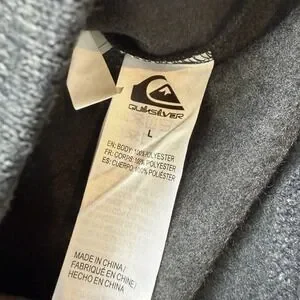 QUIKSILVER
L
EN: BODY: 100% POLYESTER
FR: CORPS: 100% POLYESTER
ES: CUERPO: 100% POLIÉSTER
MADE IN CHINA/
FABRIQUÉ EN CHINE/
HECHO EN CHINA